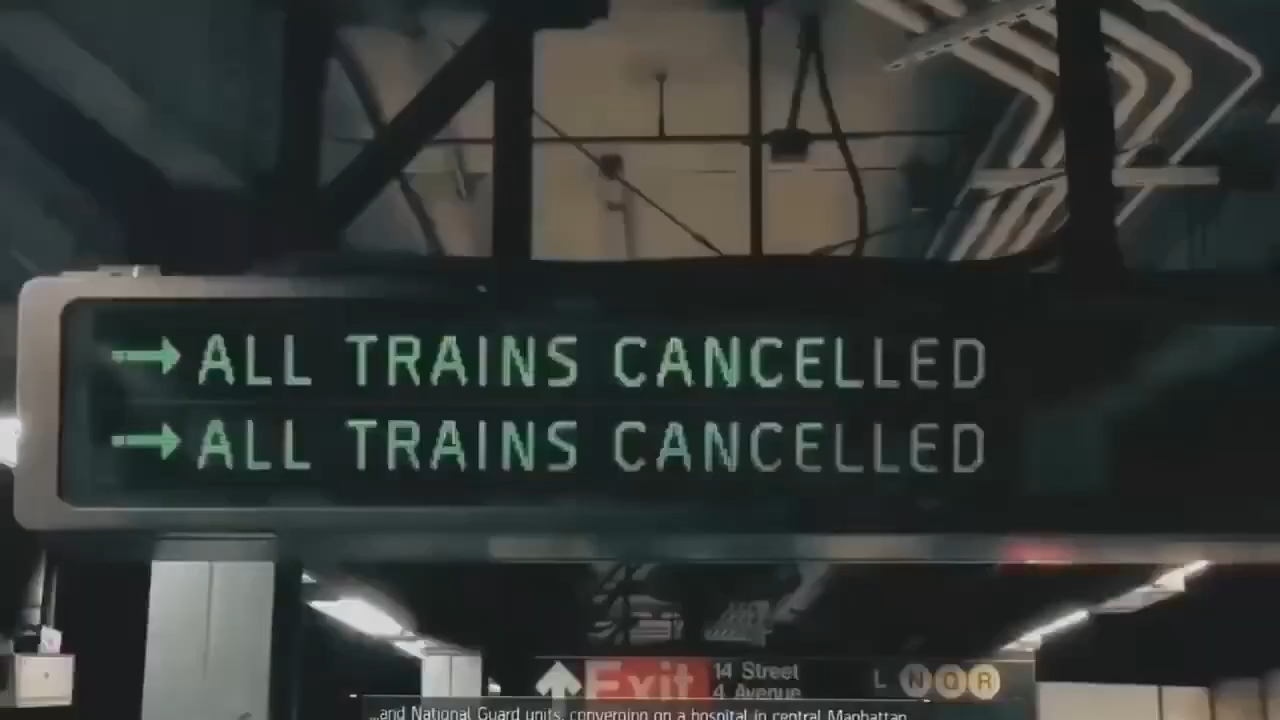 → ALL TRAINS CANCELLED
→ ALL TRAINS CANCELLED
↑ Exit 14 Street L N Q R
4 Avenue
...and National Guard units, converging on a hospital in central Manhattan